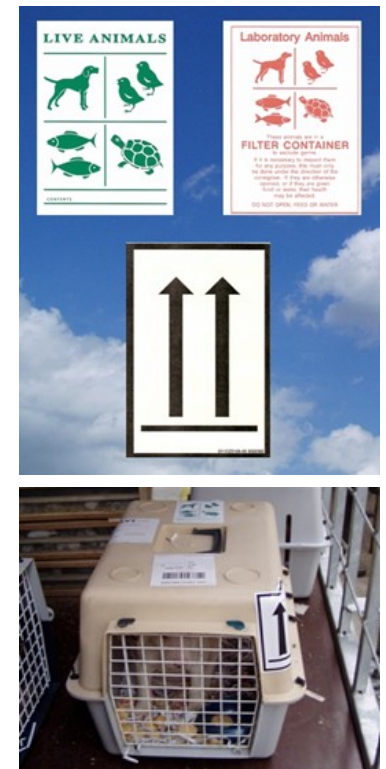 LIVE ANIMALS
CONTENTS
Laboratory Animals
These animals are in a
FILTER CONTAINER
to exclude germs
If it is necessary to inspect them
for any purpose, this must only
be done under the direction of the
consignee. If they are otherwise
opened, or if they are given
food or water, their health
may be affected
DO NOT OPEN, FEED OR WATER